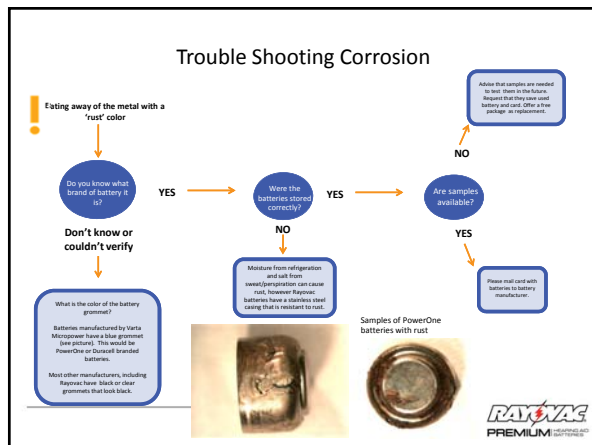 Trouble Shooting Corrosion
Eating away of the metal with a
'rust' color
Advise that samples are needed
to test them in the future.
Request that they save used
battery and card. Offer a free
package as replacement.
NO
Do you know what
brand of battery it
is?
YES
Were the
batteries stored
correctly?
YES
Are samples
available?
Don't know or
couldn't verify
NO
YES
Moisture from refrigeration
and salt from
sweat/perspiration can cause
rust, however Rayovac
batteries have a stainless steel
casing that is resistant to rust.
Please mail card with
batteries to battery
manufacturer.
What is the color of the battery
grommet?
Batteries manufactured by Varta
Micropower have a blue grommet
(see picture). This would be
PowerOne or Duracell branded
batteries.
Most other manufacturers, including
Rayovac have black or clear
grommets that look black.
Samples of PowerOne
batteries with rust
RAYOVAC
PREMIUM HEARING AID
BATTERIES